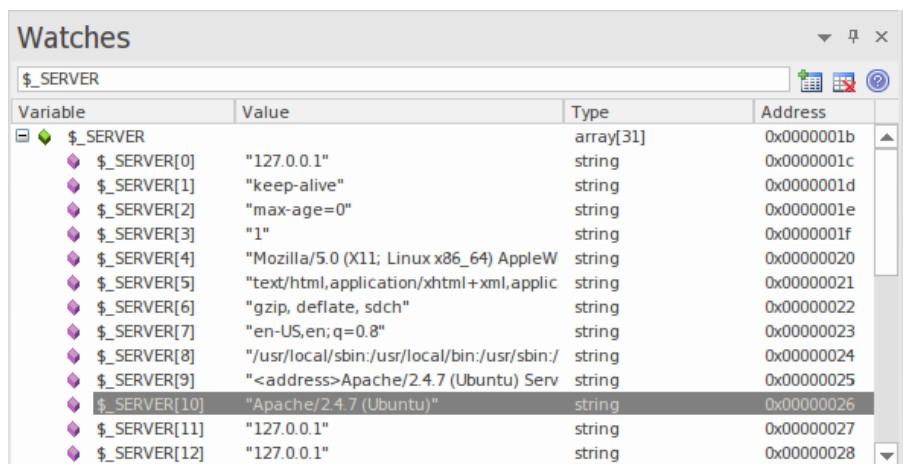 Watches
$_SERVER
Variable Value Type Address
$_SERVER array[31] 0x0000001b
$_SERVER[0] "127.0.0.1" string 0x0000001c
$_SERVER[1] "keep-alive" string 0x0000001d
$_SERVER[2] "max-age=0" string 0x0000001e
$_SERVER[3] "1" string 0x0000001f
$_SERVER[4] "Mozilla/5.0 (X11; Linux x86_64) AppleW string 0x00000020
$_SERVER[5] "text/html,application/xhtml+xml,applic string 0x00000021
$_SERVER[6] "gzip, deflate, sdch" string 0x00000022
$_SERVER[7] "en-US,en;q=0.8" string 0x00000023
$_SERVER[8] "/usr/local/sbin:/usr/local/bin:/usr/sbin:/ string 0x00000024
$_SERVER[9] "<address>Apache/2.4.7 (Ubuntu) Serv string 0x00000025
$_SERVER[10] "Apache/2.4.7 (Ubuntu)" string 0x00000026
$_SERVER[11] "127.0.0.1" string 0x00000027
$_SERVER[12] "127.0.0.1" string 0x00000028